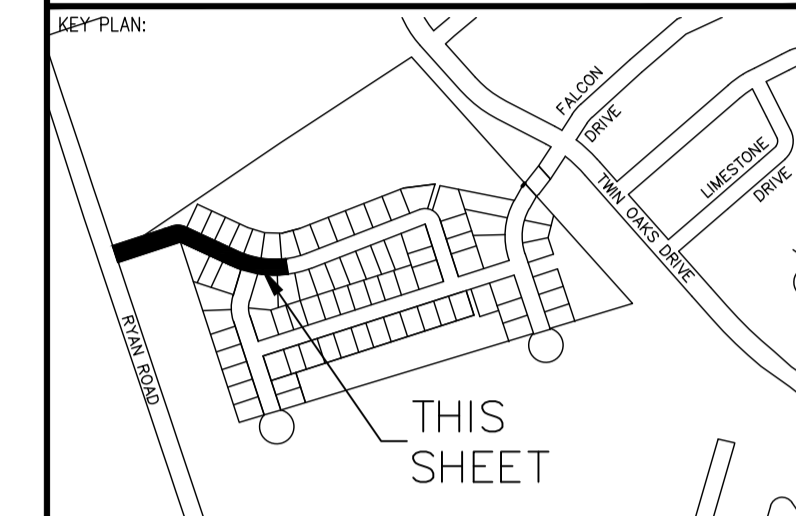 KEY PLAN:
FALCON
DRIVE
LIMESTONE
DRIVE
TWIN OAKS DRIVE
RYAN ROAD
THIS
SHEET